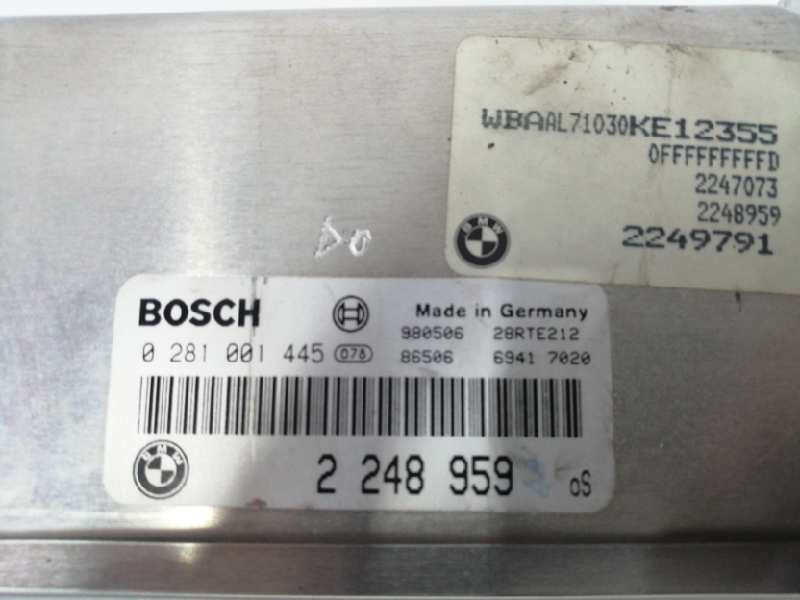 WBAAL71030KE12355
0FFFFFFFFFD
2247073
2248959
2249791
BMW
DO
BOSCH
Made in Germany
980506 28RTE212
0 281 001 445 078
86506 6941 7020
BMW
2 248 959 oS